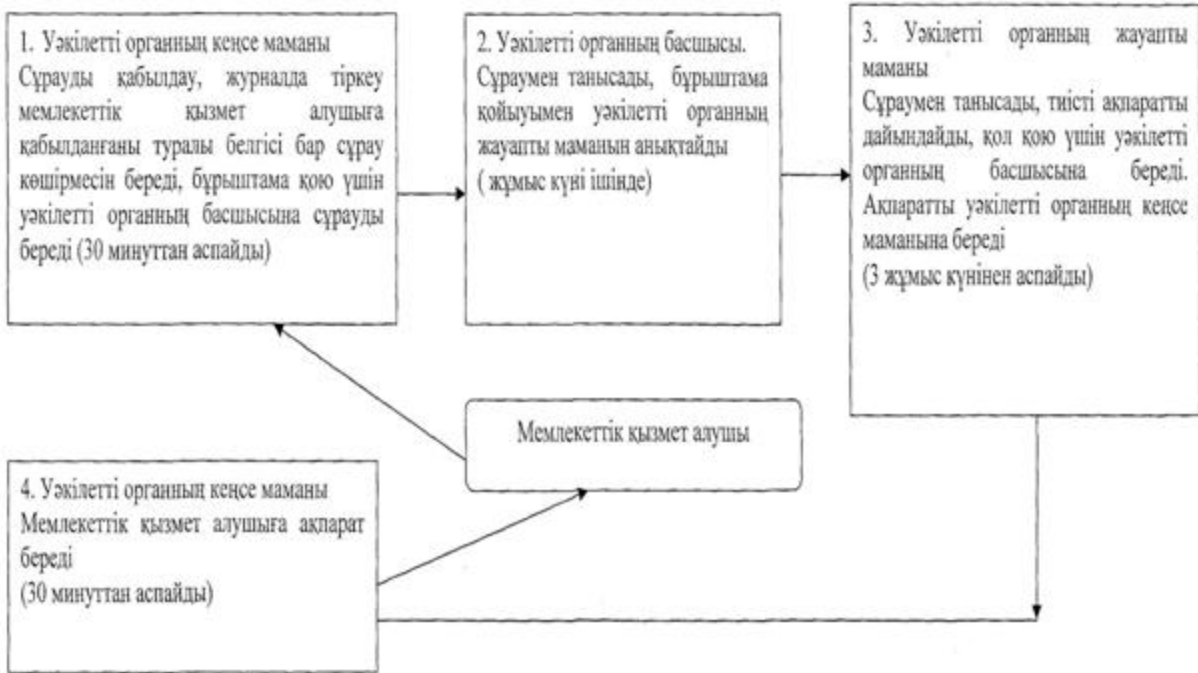 1. Уәкілетті органның кеңсе маманы
Сұрауды қабылдау, журналда тіркеу
мемлекеттік қызмет алушыға
қабылданғаны туралы белгісі бар сұрау
көшірмесін береді, бұрыштама қою үшін
уәкілетті органның басшысына сұрауды
береді (30 минуттан аспайды)
2. Уәкілетті органның басшысы.
Сұраумен танысады, бұрыштама
қойыуымен уәкілетті органның
жауапты маманын анықтайды
( жұмыс күні ішінде)
3. Уәкілетті органның жауапты
маманы
Сұраумен танысады, тиісті ақпаратты
дайындайды, қол қою үшін уәкілетті
органның басшысына береді.
Ақпаратты уәкілетті органның кеңсе
маманына береді
(3 жұмыс күнінен аспайды)
Мемлекеттік қызмет алушы
4. Уәкілетті органның кеңсе маманы
Мемлекеттік қызмет алушыға ақпарат
береді
(30 минуттан аспайды)